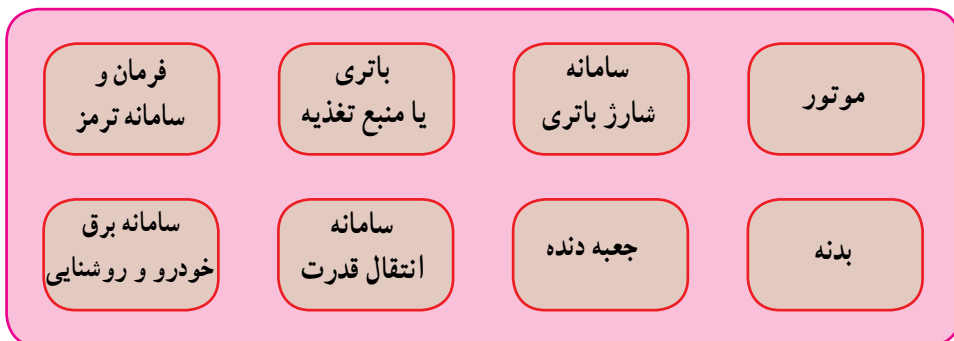 موتور
سامانه
شارژ باتری
باتری
یا منبع تغذیه
فرمان و
سامانه ترمز
بدنه
جعبه دنده
سامانه
انتقال قدرت
سامانه برق
خودرو و روشنایی